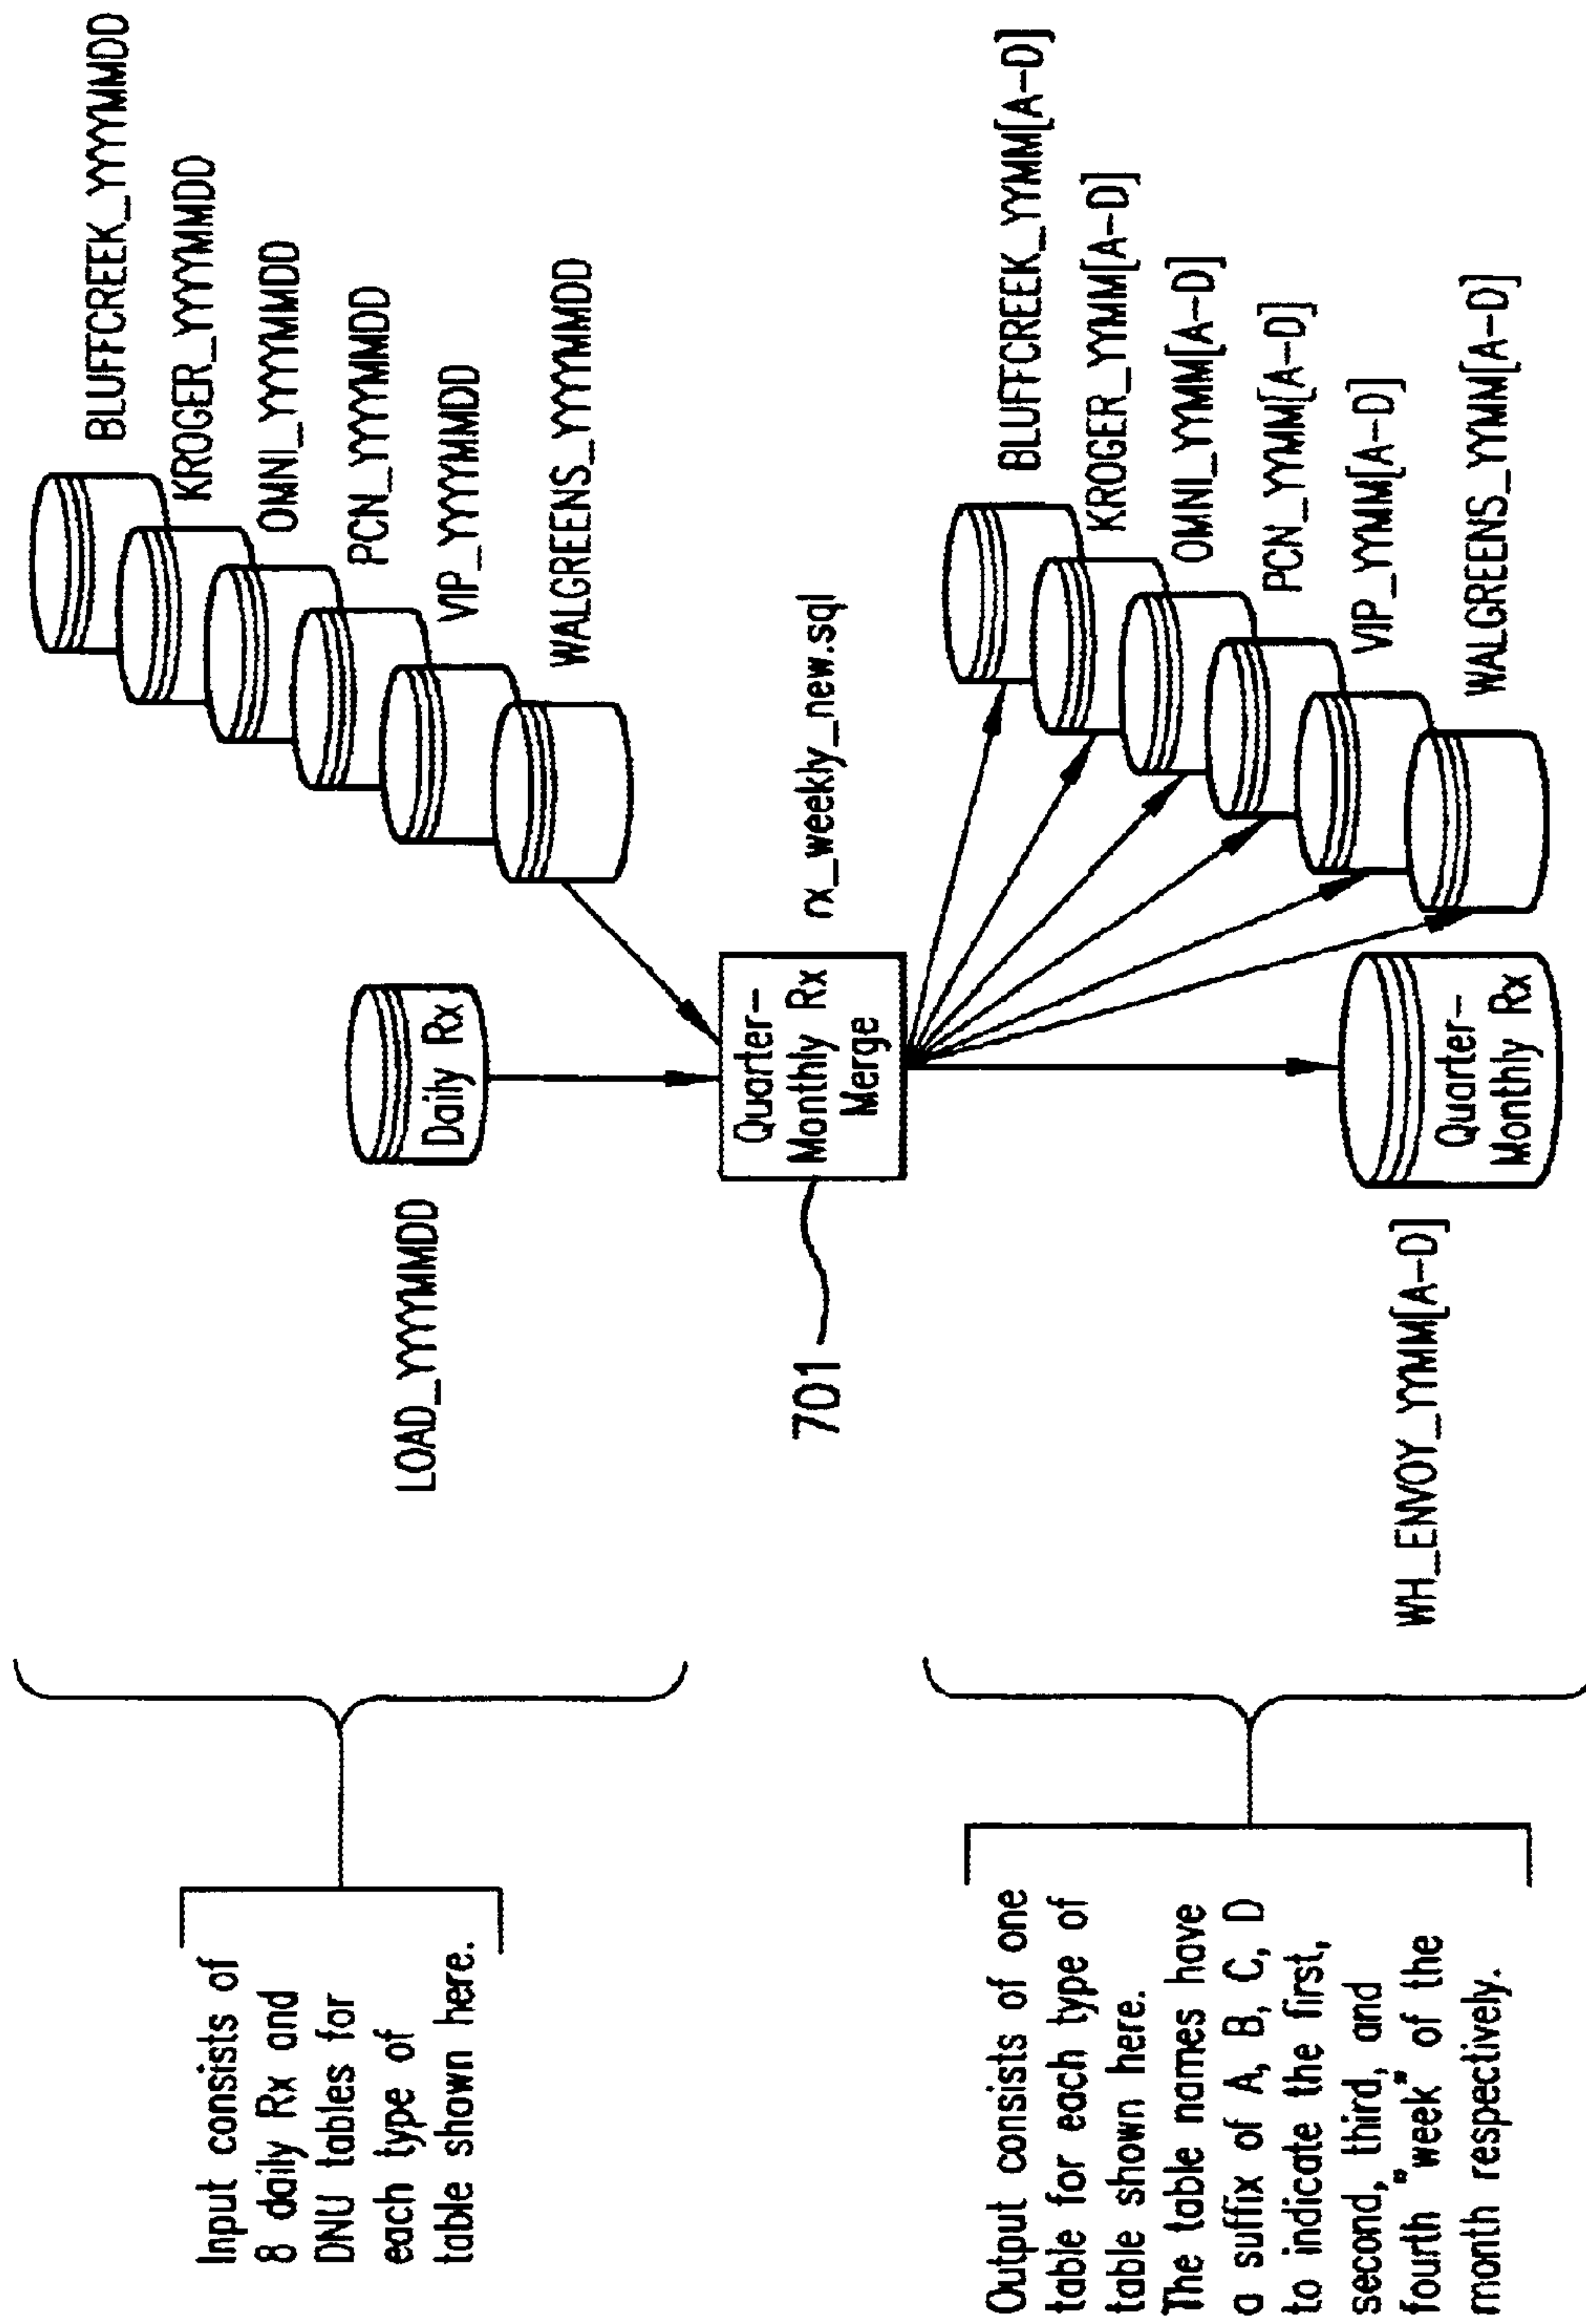 Input consists of
8 daily Rx and
DNU tables for
each type of
table shown here.
LOAD_YYYYMMDD
Daily Rx
BLUFFCREEK_YYYYMMDD
KROGER_YYYYMMDD
OMNI_YYYYMMDD
PCN_YYYYMMDD
VIP_YYYYMMDD
WALGREENS_YYYYMMDD
701
Quarter-
Monthly Rx
Merge
rx_weekly_new.sql
Output consists of one
table for each type of
table shown here.
The table names have
a suffix of A, B, C, D
to indicate the first,
second, third, and
fourth "week" of the
month respectively.
WH_ENVOY_YYMM[A-D]
Quarter-
Monthly Rx
BLUFFCREEK_YYMM[A-D]
KROGER_YYMM[A-D]
OMNI_YYMM[A-D]
PCN_YYMM[A-D]
VIP_YYMM[A-D]
WALGREENS_YYMM[A-D]